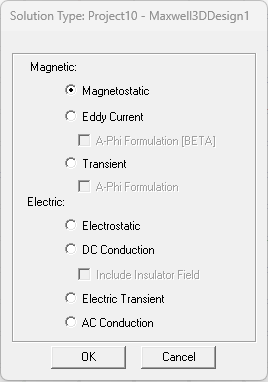 Solution Type: Project10 - Maxwell3DDesign1
Magnetic:
Magnetostatic
Eddy Current
A-Phi Formulation [BETA]
Transient
A-Phi Formulation
Electric:
Electrostatic
DC Conduction
Include Insulator Field
Electric Transient
AC Conduction
OK Cancel